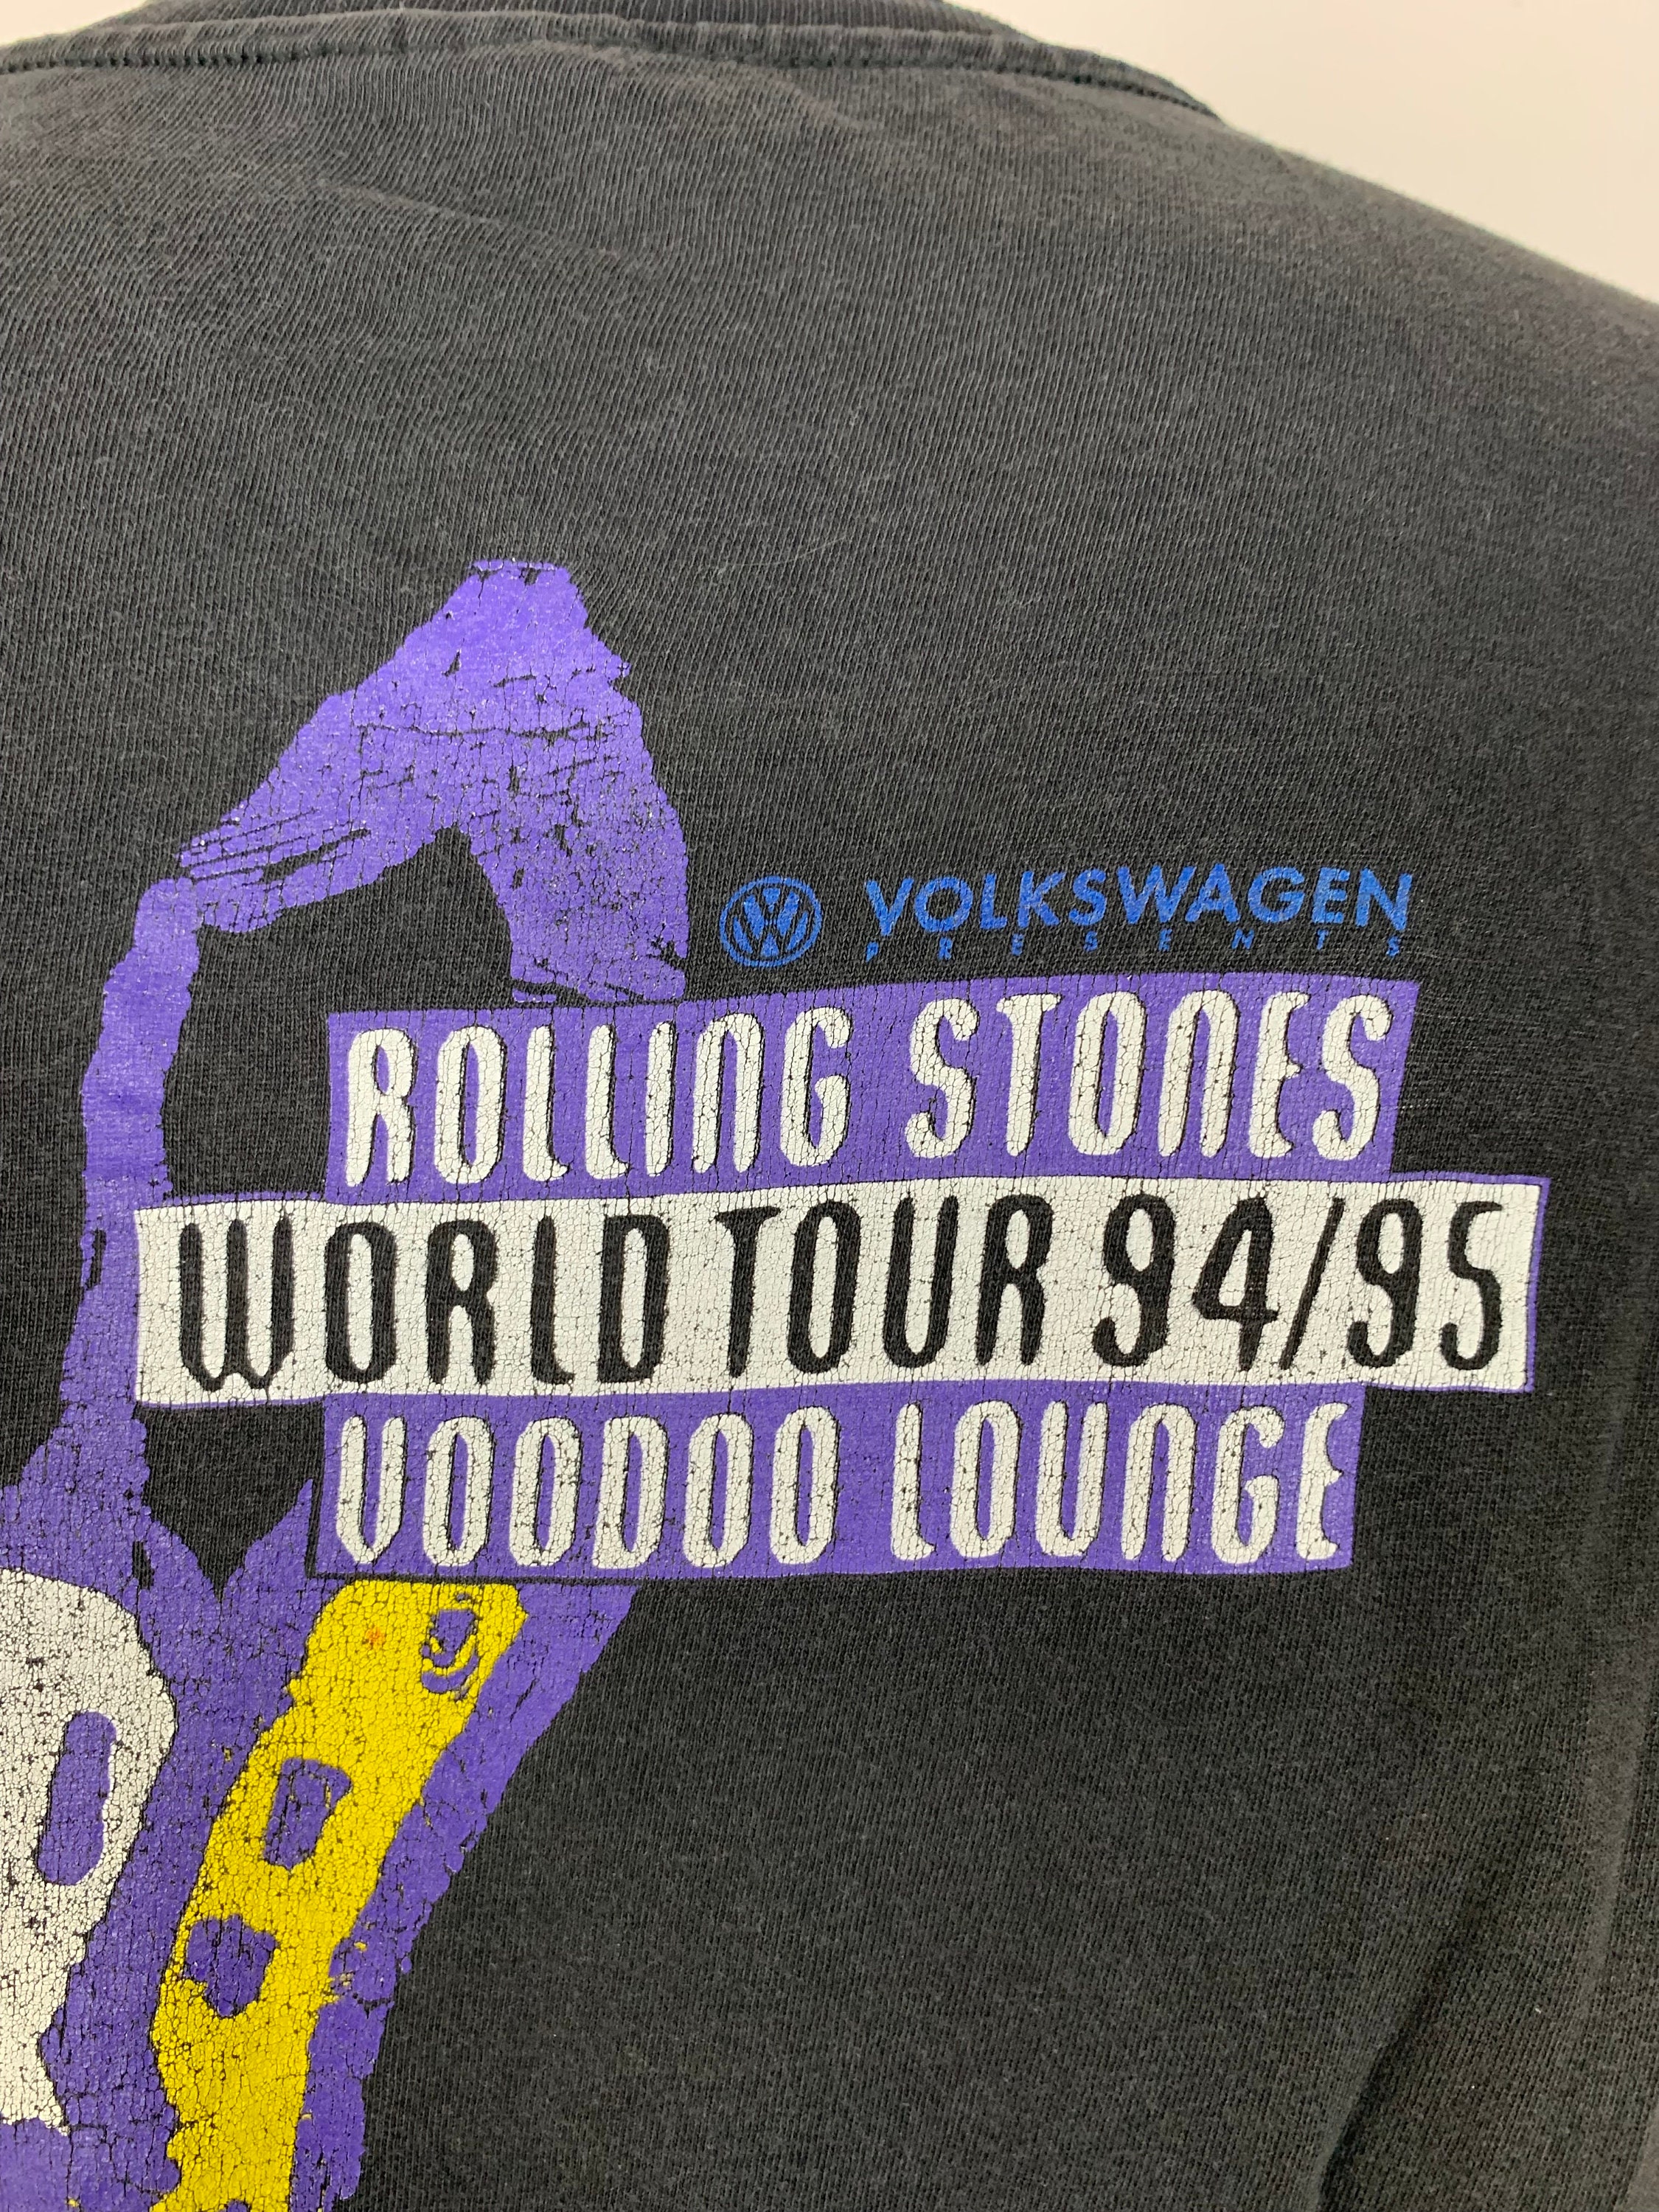 VOLKSWAGEN
PRESENTS
ROLLING STONES
WORLD TOUR 94/95
VOODOO LOUNGE